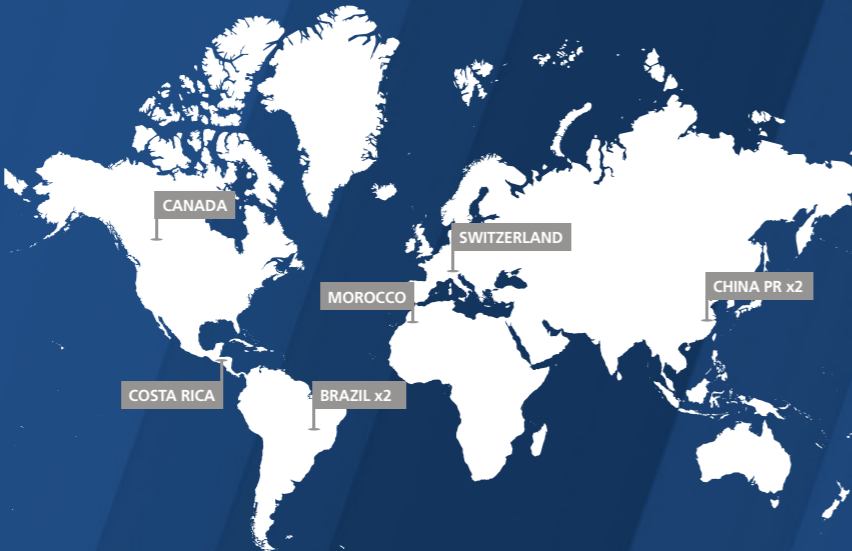 CANADA
SWITZERLAND
MOROCCO
CHINA PR x2
COSTA RICA
BRAZIL x2